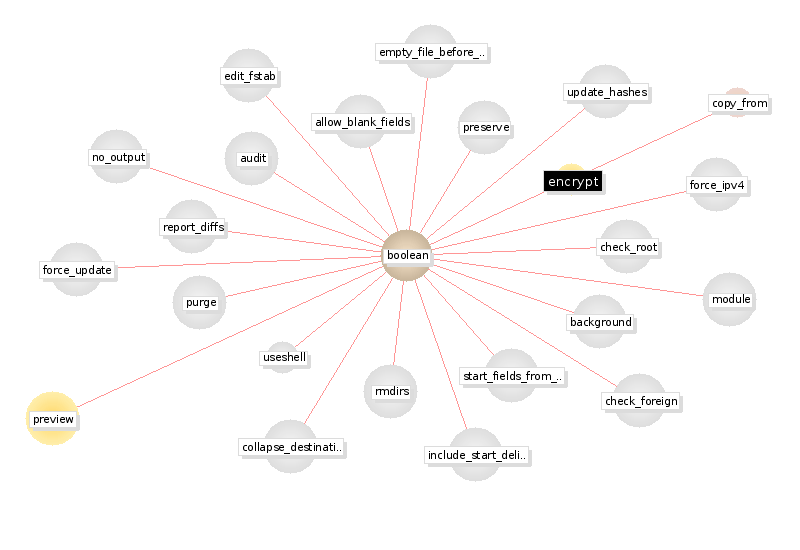 empty_file_before_..
edit_fstab
update_hashes
copy_from
allow_blank_fields
preserve
no_output
audit
encrypt
force_ipv4
report_diffs
check_root
boolean
force_update
purge
module
background
useshell
start_fields_from_..
rmdirs
check_foreign
preview
collapse_destinati..
include_start_deli..